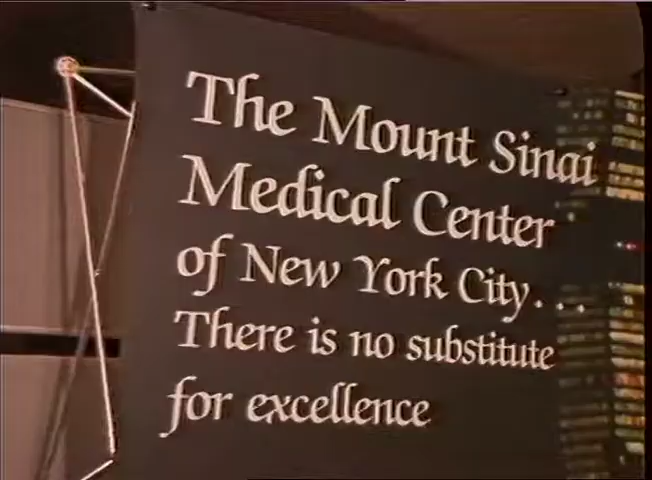 The Mount Sinai
Medical Center
of New York City...
There is no substitute
for excellence